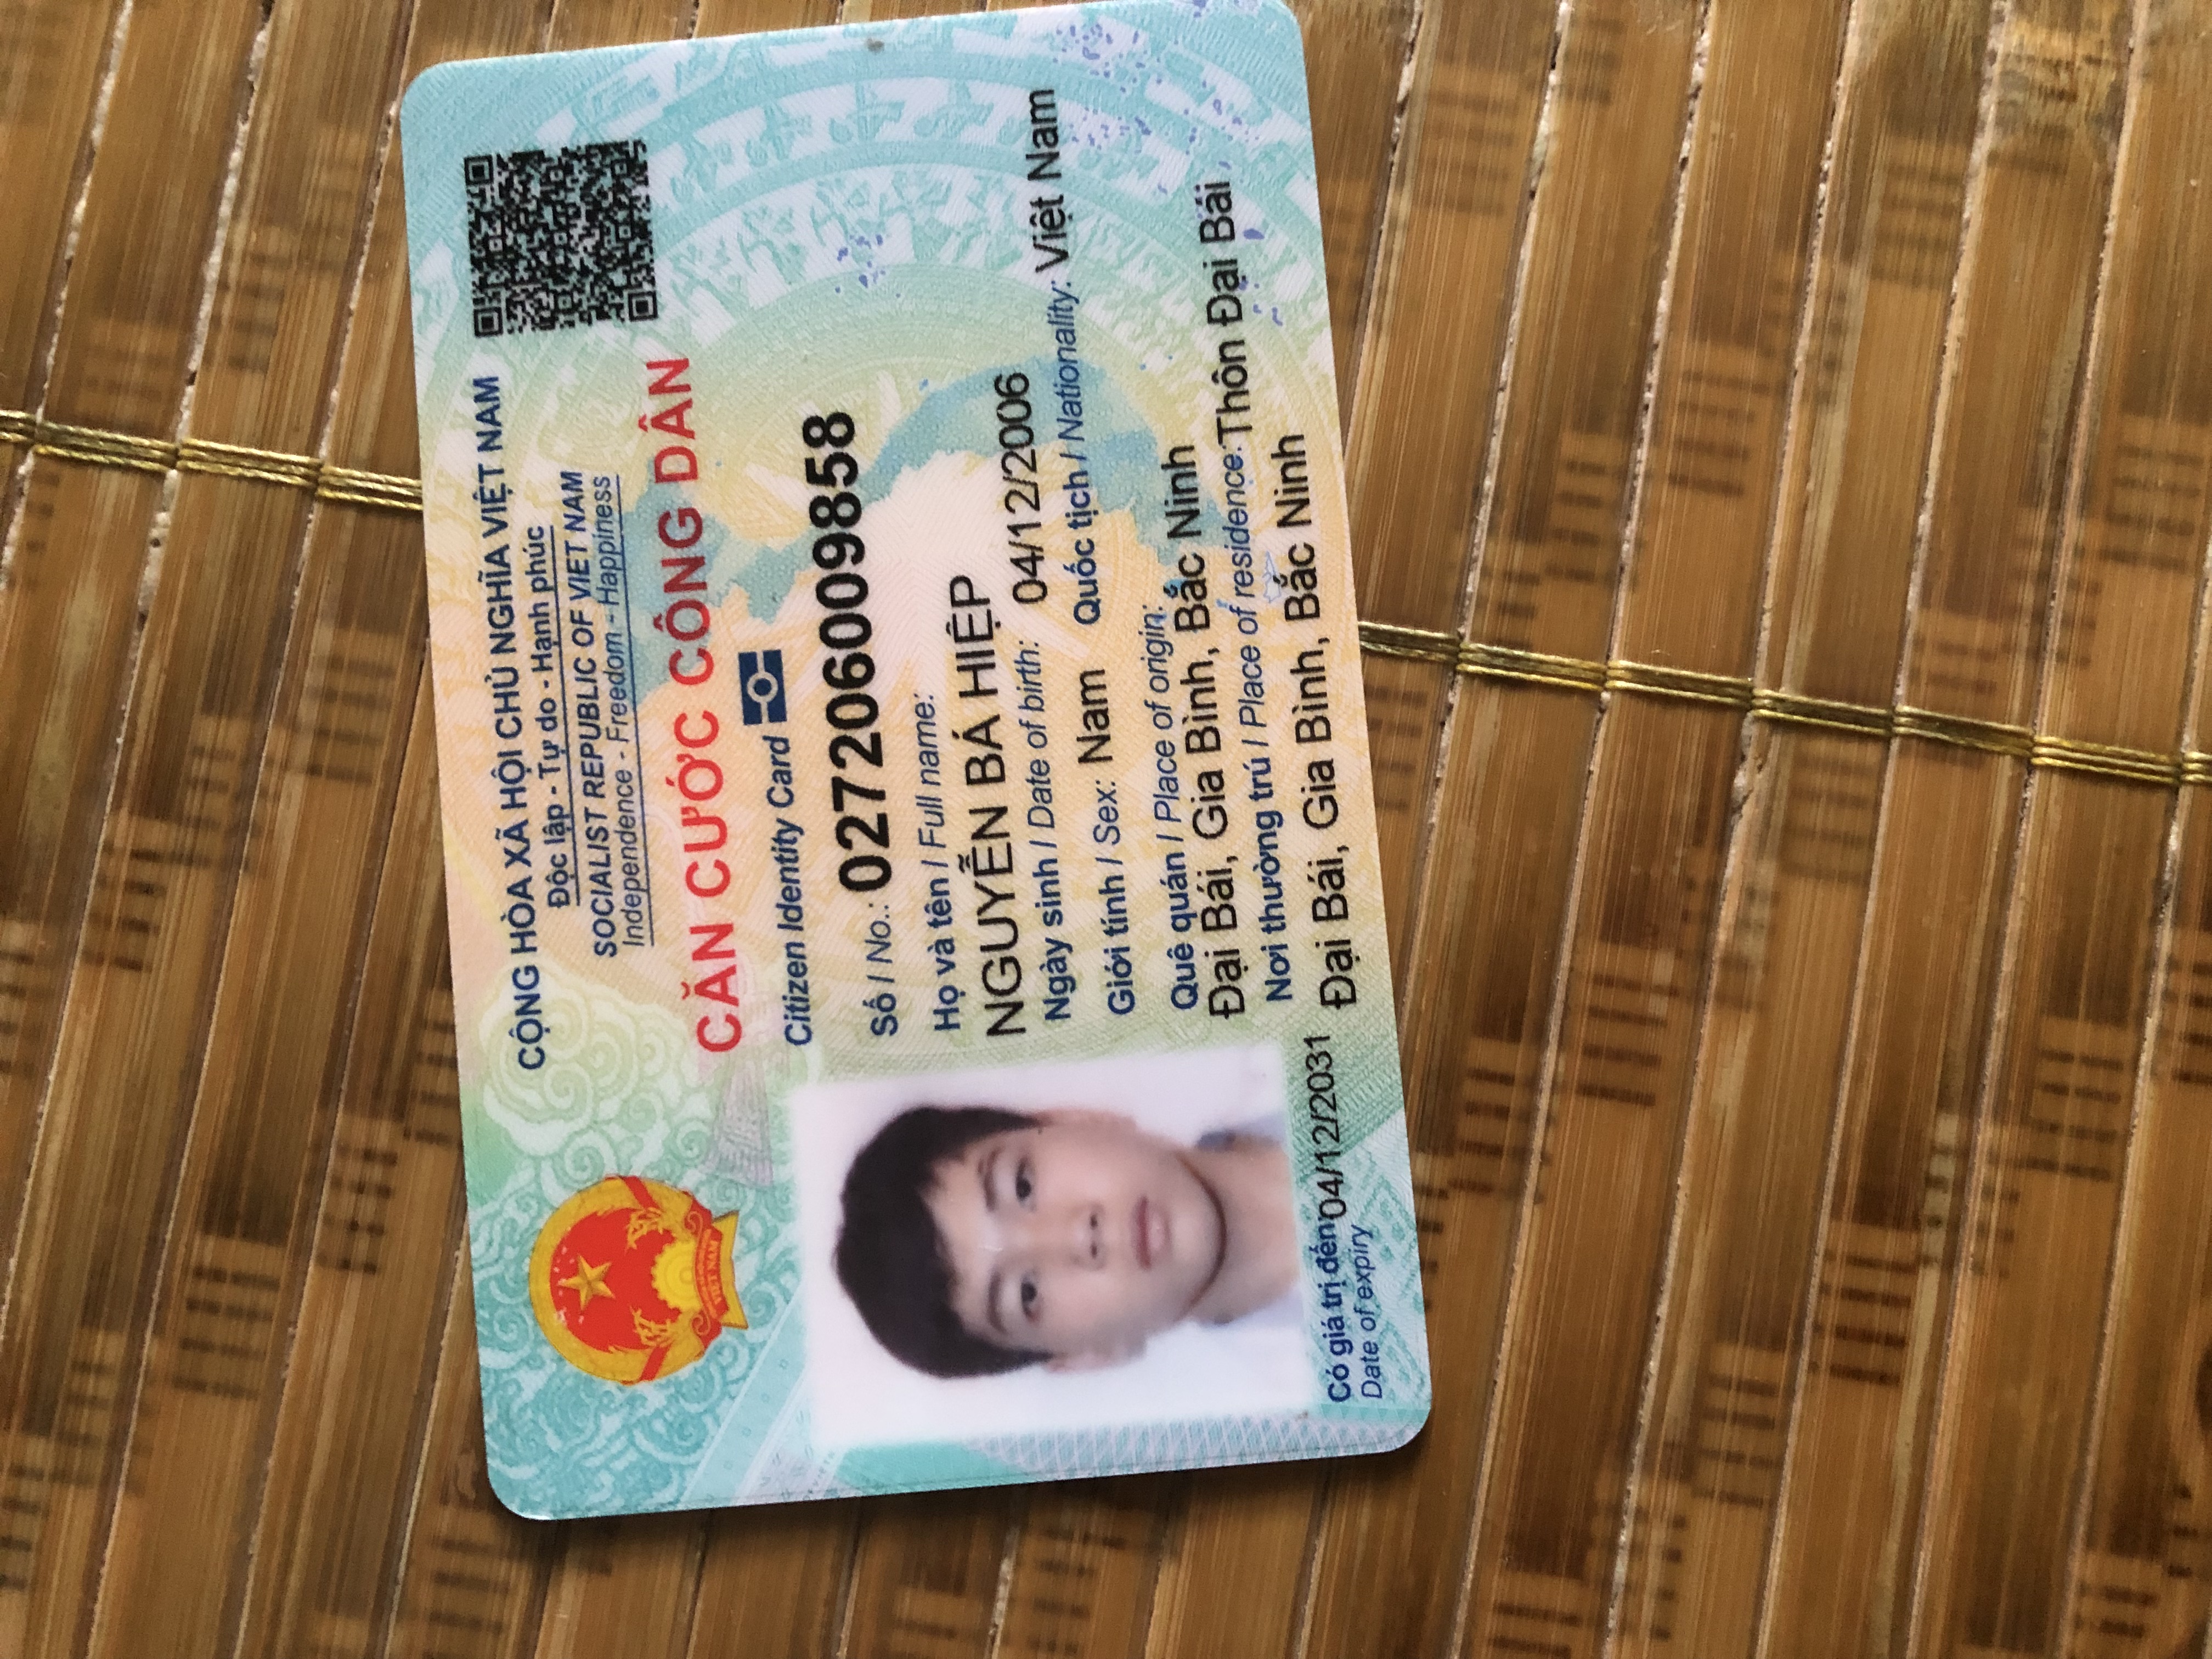 CỘNG HÒA XÃ HỘI CHỦ NGHĨA VIỆT NAM
Độc lập - Tự do - Hạnh phúc
SOCIALIST REPUBLIC OF VIET NAM
Independence - Freedom - Happiness
CĂN CƯỚC CÔNG DÂN
Citizen Identity Card
VIỆT NAM
Số / No.: 027206009858
Họ và tên / Full name:
NGUYỄN BÁ HIỆP
Ngày sinh / Date of birth: 04/12/2006
Giới tính / Sex: Nam Quốc tịch / Nationality: Việt Nam
Quê quán / Place of origin:
Đại Bái, Gia Bình, Bắc Ninh
Nơi thường trú / Place of residence: Thôn Đại Bái
Đại Bái, Gia Bình, Bắc Ninh
Có giá trị đến: 04/12/2031
Date of expiry